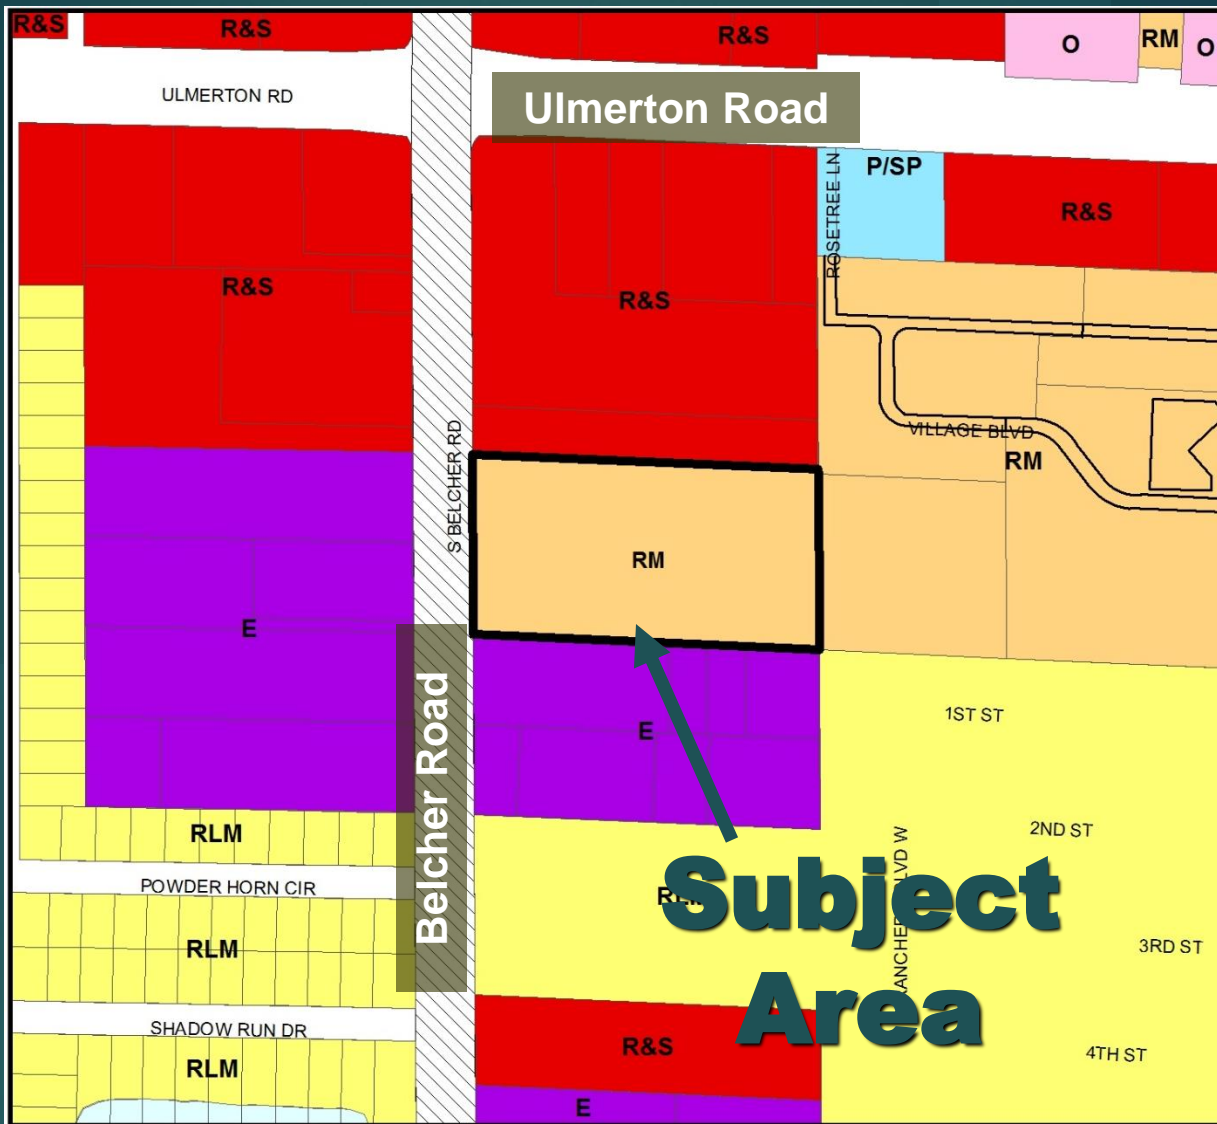 R&S
R&S
R&S
O
RM
O
ULMERTON RD
Ulmerton Road
ROSETREE LN
P/SP
R&S
R&S
R&S
VILLAGE BLVD
RM
S BELCHER RD
RM
E
E
1ST ST
2ND ST
RLM
POWDER HORN CIR
Belcher Road
Subject
Area
RLM
3RD ST
SHADOW RUN DR
R&S
4TH ST
RLM
E